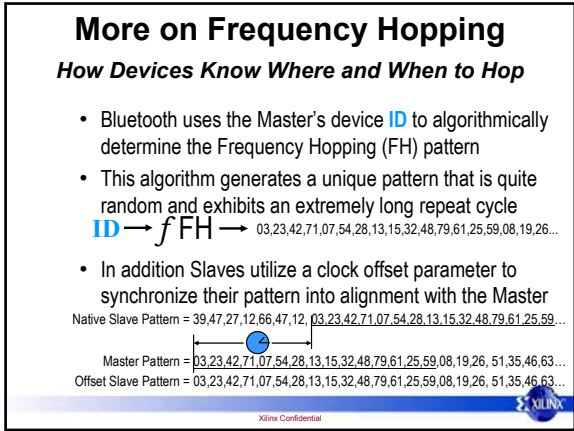 More on Frequency Hopping
How Devices Know Where and When to Hop
• Bluetooth uses the Master's device ID to algorithmically
determine the Frequency Hopping (FH) pattern
• This algorithm generates a unique pattern that is quite
random and exhibits an extremely long repeat cycle
ID → f FH → 03,23,42,71,07,54,28,13,15,32,48,79,61,25,59,08,19,26...
• In addition Slaves utilize a clock offset parameter to
synchronize their pattern into alignment with the Master
Native Slave Pattern = 39,47,27,12,66,47,12, 03,23,42,71,07,54,28,13,15,32,48,79,61,25,59…
Master Pattern = 03,23,42,71,07,54,28,13,15,32,48,79,61,25,59,08,19,26, 51,35,46,63…
Offset Slave Pattern = 03,23,42,71,07,54,28,13,15,32,48,79,61,25,59,08,19,26, 51,35,46,63…
XILINX
Xilinx Confidential